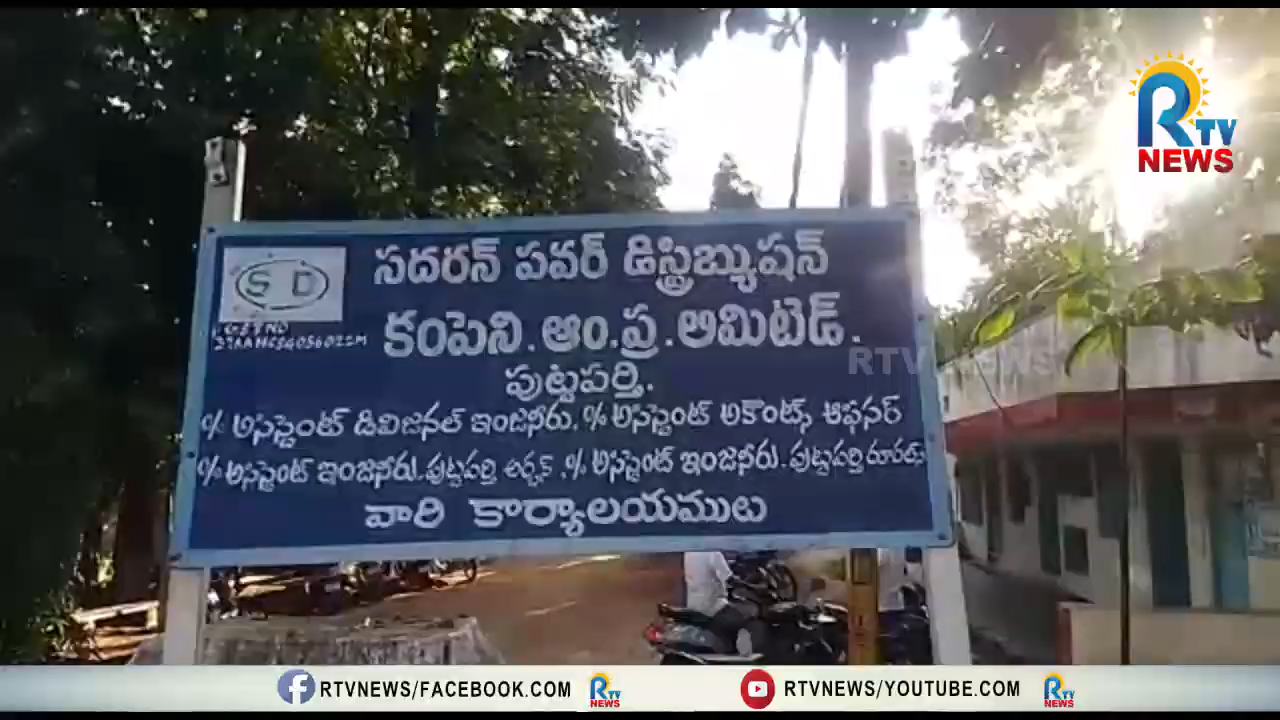 RTV
NEWS
S D
సదరన్ పవర్ డిస్ట్రిబ్యుషన్
కంపెని. ఆం.ప్ర. లిమిటెడ్.
RTV NEWS
పుట్టపర్తి.
% అసిస్టెంట్ డివిజనల్ ఇంజనీరు, % అసిస్టెంట్ అకౌంట్స్ ఆఫీసర్
% అసిస్టెంట్ ఇంజనీరు. పుట్టపర్తి అర్బన్, % అసిస్టెంట్ ఇంజనీరు. పుట్టపర్తి రూరల్
వారి కార్యాలయముట
RTVNEWS/FACEBOOK.COM RTV NEWS RTVNEWS/YOUTUBE.COM RTV NEWS